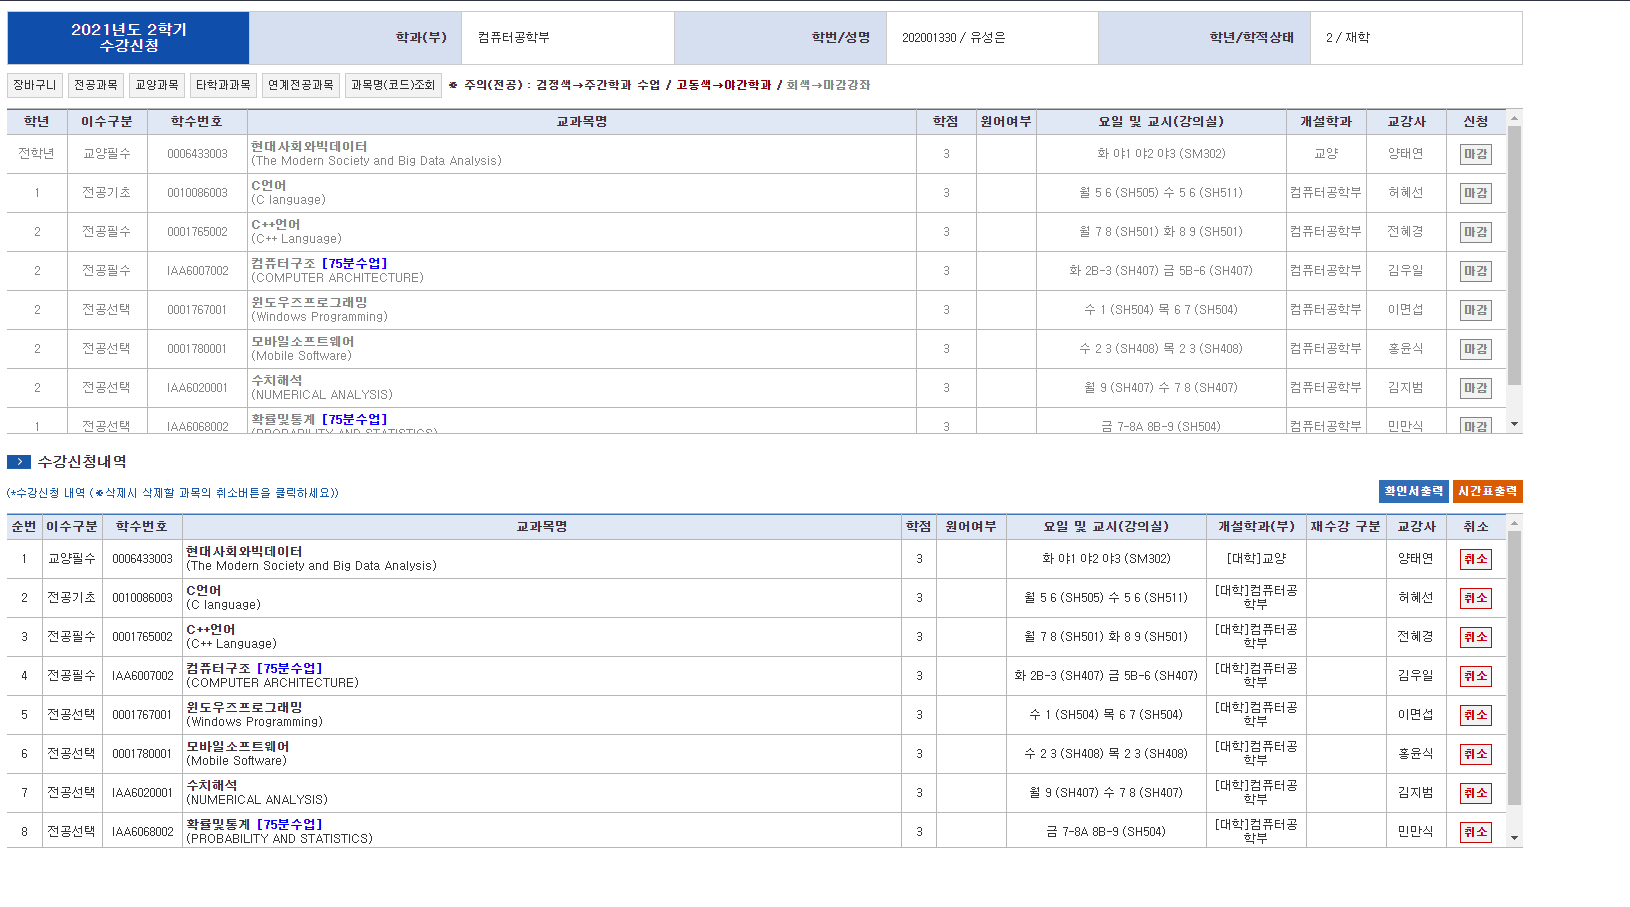 2021년도 2학기
수강신청
학과(부) 컴퓨터공학부 학번/성명 202001330 / 유성은 학년/학적상태 2 / 재학
장바구니 전공과목 교양과목 타학과과목 연계전공과목 과목명(코드)조회 ※ 주의(전공) : 검정색→주간학과 수업 / 고동색→야간학과 / 회색→마감강좌
학년 이수구분 학수번호 교과목명 학점 원어여부 요일 및 교시(강의실) 개설학과 교강사 신청
전학년 교양필수 0006433003 현대사회와빅데이터 3 화 야1 야2 야3 (SM302) 교양 양태연 마감
(The Modern Society and Big Data Analysis)
1 전공기초 0010086003 C언어 3 월 5 6 (SH505) 수 5 6 (SH511) 컴퓨터공학부 허혜선 마감
(C language)
2 전공필수 0001765002 C++언어 3 월 7 8 (SH501) 화 8 9 (SH501) 컴퓨터공학부 전혜경 마감
(C++ Language)
2 전공필수 IAA6007002 컴퓨터구조 [75분수업] 3 화 2B-3 (SH407) 금 5B-6 (SH407) 컴퓨터공학부 김우일 마감
(COMPUTER ARCHITECTURE)
2 전공선택 0001767001 윈도우즈프로그래밍 3 수 1 (SH504) 목 6 7 (SH504) 컴퓨터공학부 이면섭 마감
(Windows Programming)
2 전공선택 0001780001 모바일소프트웨어 3 수 2 3 (SH408) 목 2 3 (SH408) 컴퓨터공학부 홍윤식 마감
(Mobile Software)
2 전공선택 IAA6020001 수치해석 3 월 9 (SH407) 수 7 8 (SH407) 컴퓨터공학부 김지범 마감
(NUMERICAL ANALYSIS)
1 전공선택 IAA6068002 확률및통계 [75분수업] 3 금 7-8A 8B-9 (SH504) 컴퓨터공학부 민만식 마감
(PROBABILITY AND STATISTICS)
수강신청내역
(*수강신청 내역 (※삭제시 삭제할 과목의 취소버튼을 클릭하세요)) 확인서출력 시간표출력
순번 이수구분 학수번호 교과목명 학점 원어여부 요일 및 교시(강의실) 개설학과(부) 재수강 구분 교강사 취소
1 교양필수 0006433003 현대사회와빅데이터 3 화 야1 야2 야3 (SM302) [대학]교양 양태연 취소
(The Modern Society and Big Data Analysis)
2 전공기초 0010086003 C언어 3 월 5 6 (SH505) 수 5 6 (SH511) [대학]컴퓨터공 허혜선 취소
(C language) 학부
3 전공필수 0001765002 C++언어 3 월 7 8 (SH501) 화 8 9 (SH501) [대학]컴퓨터공 전혜경 취소
(C++ Language) 학부
4 전공필수 IAA6007002 컴퓨터구조 [75분수업] 3 화 2B-3 (SH407) 금 5B-6 (SH407) [대학]컴퓨터공 김우일 취소
(COMPUTER ARCHITECTURE) 학부
5 전공선택 0001767001 윈도우즈프로그래밍 3 수 1 (SH504) 목 6 7 (SH504) [대학]컴퓨터공 이면섭 취소
(Windows Programming) 학부
6 전공선택 0001780001 모바일소프트웨어 3 수 2 3 (SH408) 목 2 3 (SH408) [대학]컴퓨터공 홍윤식 취소
(Mobile Software) 학부
7 전공선택 IAA6020001 수치해석 3 월 9 (SH407) 수 7 8 (SH407) [대학]컴퓨터공 김지범 취소
(NUMERICAL ANALYSIS) 학부
8 전공선택 IAA6068002 확률및통계 [75분수업] 3 금 7-8A 8B-9 (SH504) [대학]컴퓨터공 민만식 취소
(PROBABILITY AND STATISTICS) 학부